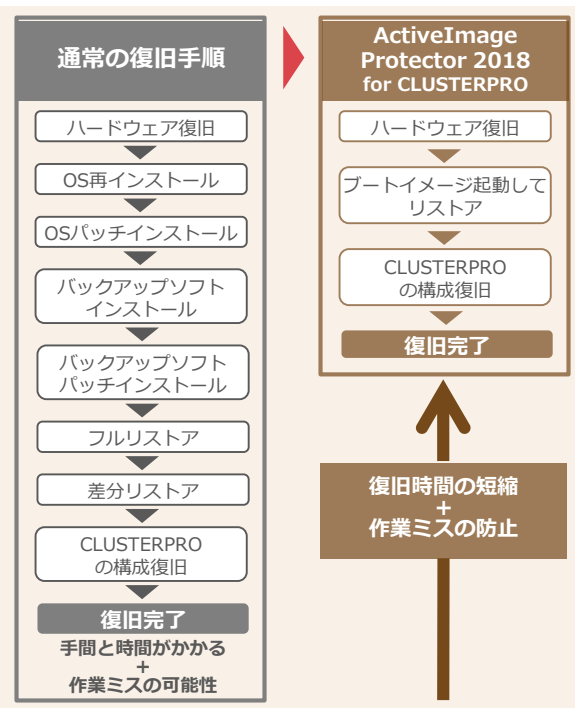 通常の復旧手順
ハードウェア復旧
OS再インストール
OSパッチインストール
バックアップソフト
インストール
バックアップソフト
パッチインストール
フルリストア
差分リストア
CLUSTERPRO
の構成復旧
復旧完了
手間と時間がかかる
+
作業ミスの可能性
ActiveImage
Protector 2018
for CLUSTERPRO
ハードウェア復旧
ブートイメージ起動して
リストア
CLUSTERPRO
の構成復旧
復旧完了
復旧時間の短縮
+
作業ミスの防止